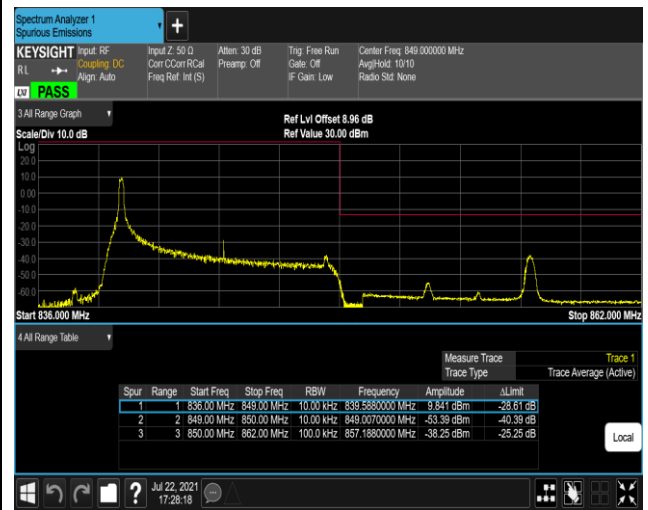 Spectrum Analyzer 1
Spurious Emissions
KEYSIGHT Input: RF Input Z: 50 Ω Atten: 30 dB Trig: Free Run Center Freq: 849.000000 MHz
RL Coupling: DC Corr CCorr RCal Preamp: Off Gate: Off Avg|Hold: 10/10
Align: Auto Freq Ref: Int (S) IF Gain: Low Radio Std: None
LXI PASS
3 All Range Graph
Ref Lvl Offset 8.96 dB
Scale/Div 10.0 dB Ref Value 30.00 dBm
Log
20.0
10.0
0.00
-10.0
-20.0
-30.0
-40.0
-50.0
-60.0
Start 836.000 MHz Stop 862.000 MHz
4 All Range Table
Measure Trace Trace 1
Trace Type Trace Average (Active)
Spur Range Start Freq Stop Freq RBW Frequency Amplitude ΔLimit
1 1 836.00 MHz 849.00 MHz 10.00 kHz 839.5880000 MHz 9.841 dBm -28.61 dB
2 2 849.00 MHz 850.00 MHz 10.00 kHz 849.0070000 MHz -53.39 dBm -40.39 dB
3 3 850.00 MHz 862.00 MHz 100.0 kHz 857.1880000 MHz -38.25 dBm -25.25 dB
Local
Jul 22, 2021
17:28:18